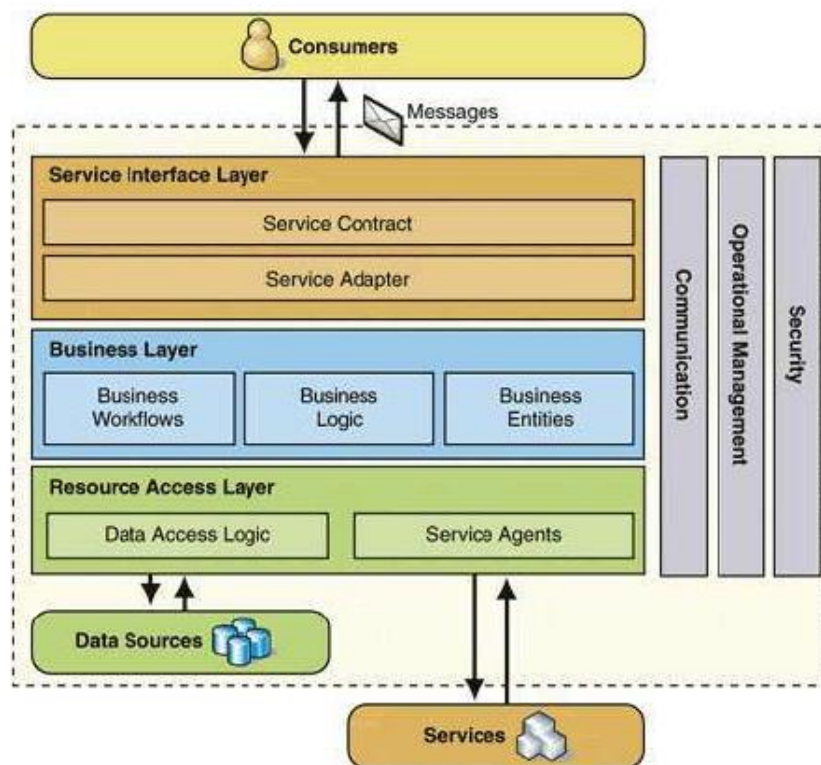 Consumers
Messages
Service Interface Layer
Service Contract
Service Adapter
Business Layer
Business
Workflows
Business
Logic
Business
Entities
Resource Access Layer
Data Access Logic
Service Agents
Data Sources
Services
Communication
Operational Management
Security